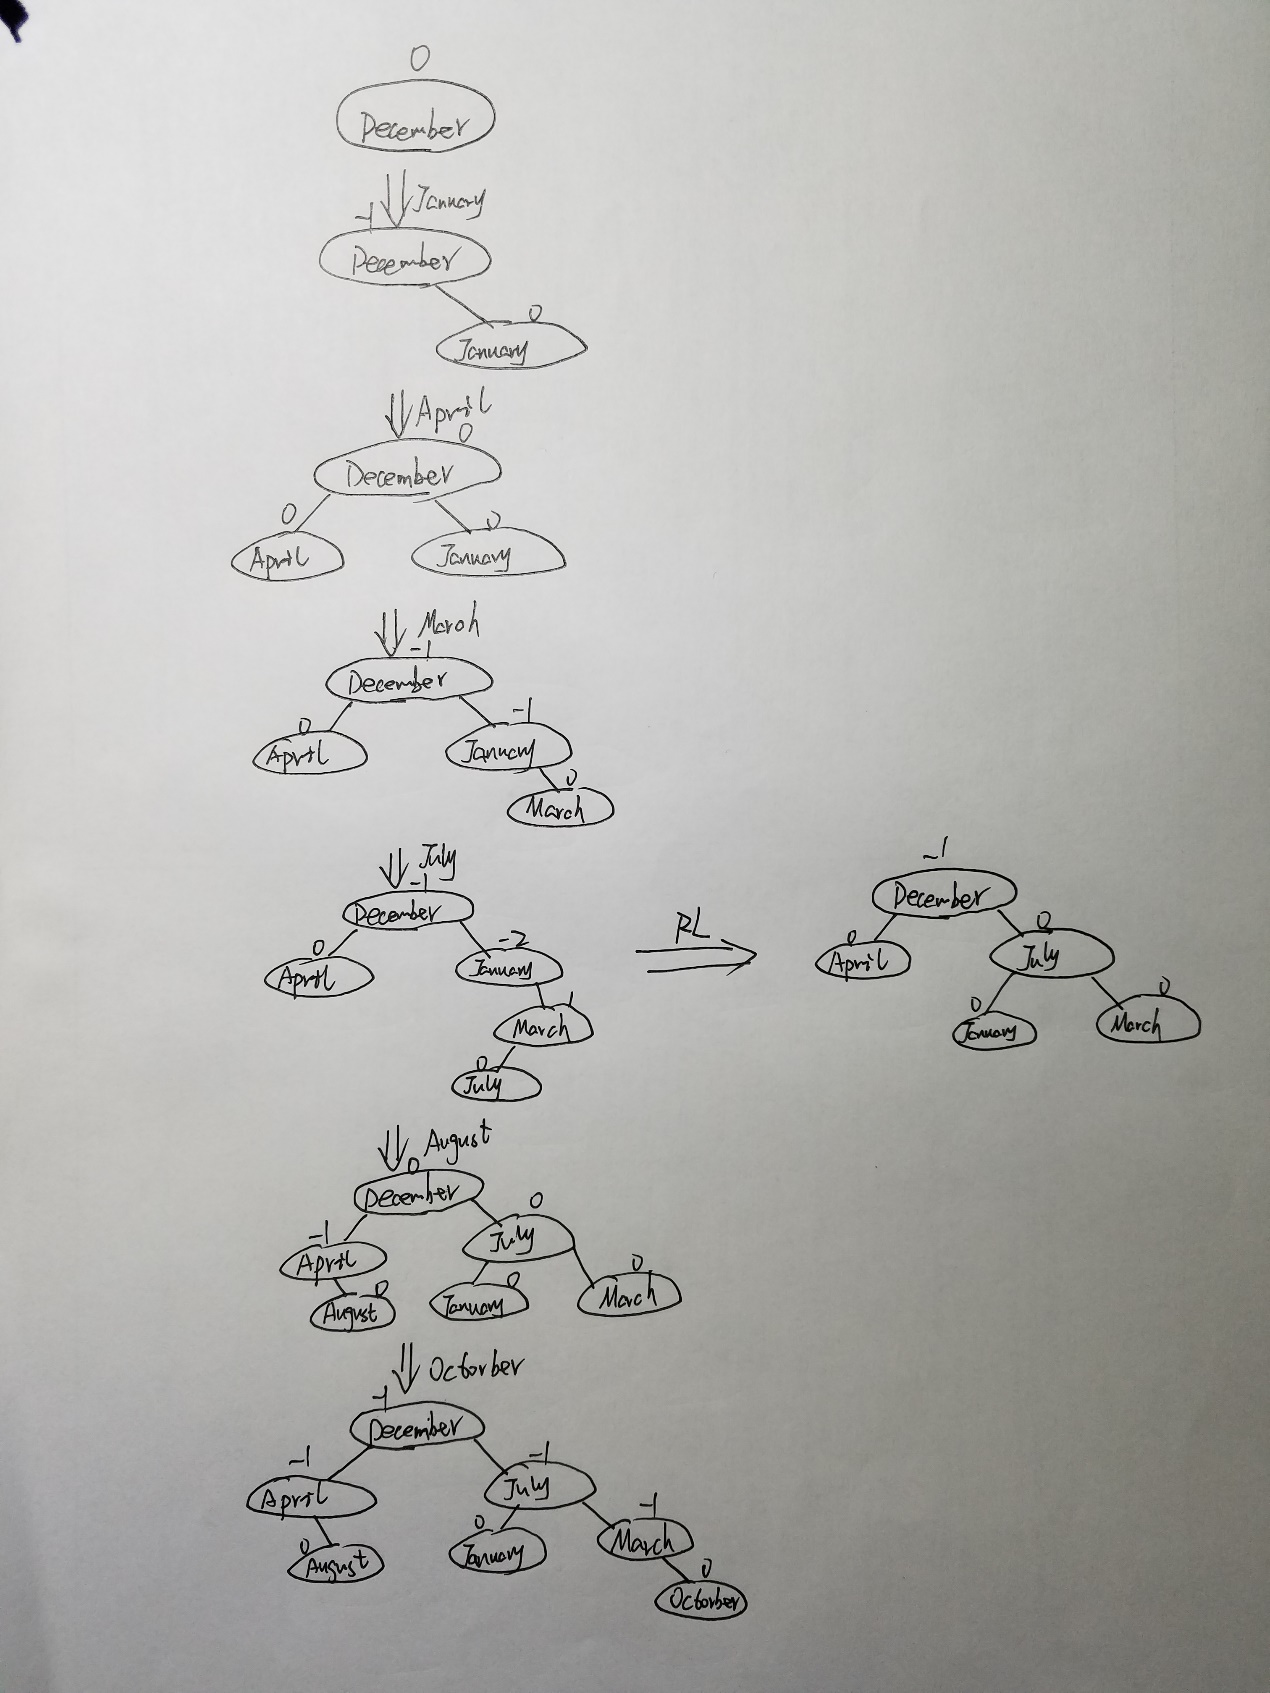 0
December
January
-1
December
0
January
April
0
December
0
0
April
January
March
-1
December
0
-1
April
January
0
March
July
-1
December
0
-2
April
January
1
March
0
July
RL
-1
December
0
0
April
July
0
0
January
March
August
0
December
-1
0
April
July
0
0
0
August
January
March
Octorber
-1
December
-1
-1
April
July
0
0
-1
August
January
March
0
Octorber